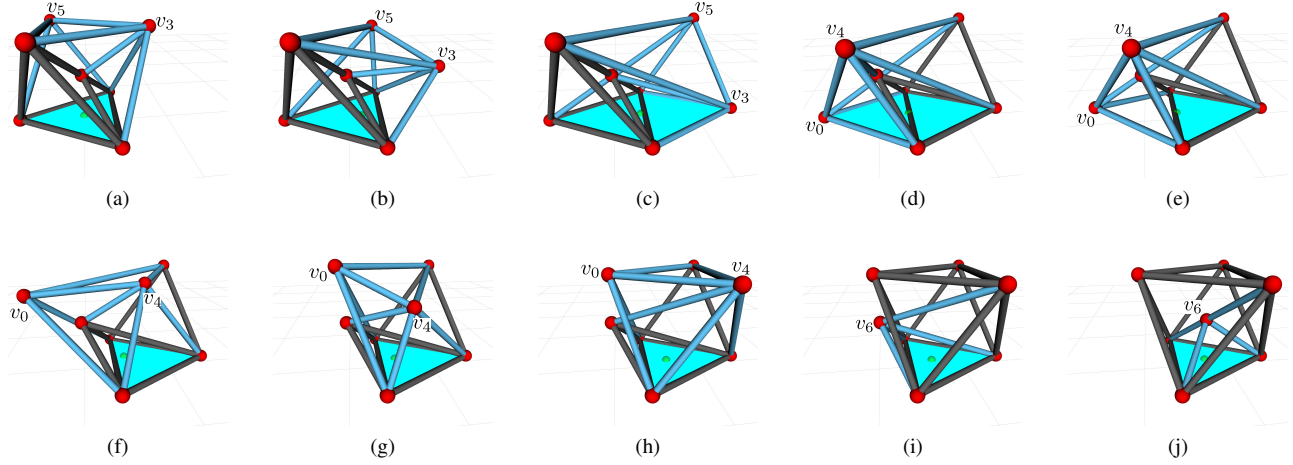 v₅ v₃
v₅ v₃
v₅ v₃
v₄ v₀
v₄ v₀
(a) (b) (c) (d) (e)
v₀ v₄
v₀ v₄
v₀ v₄
v₆
v₆
(f) (g) (h) (i) (j)